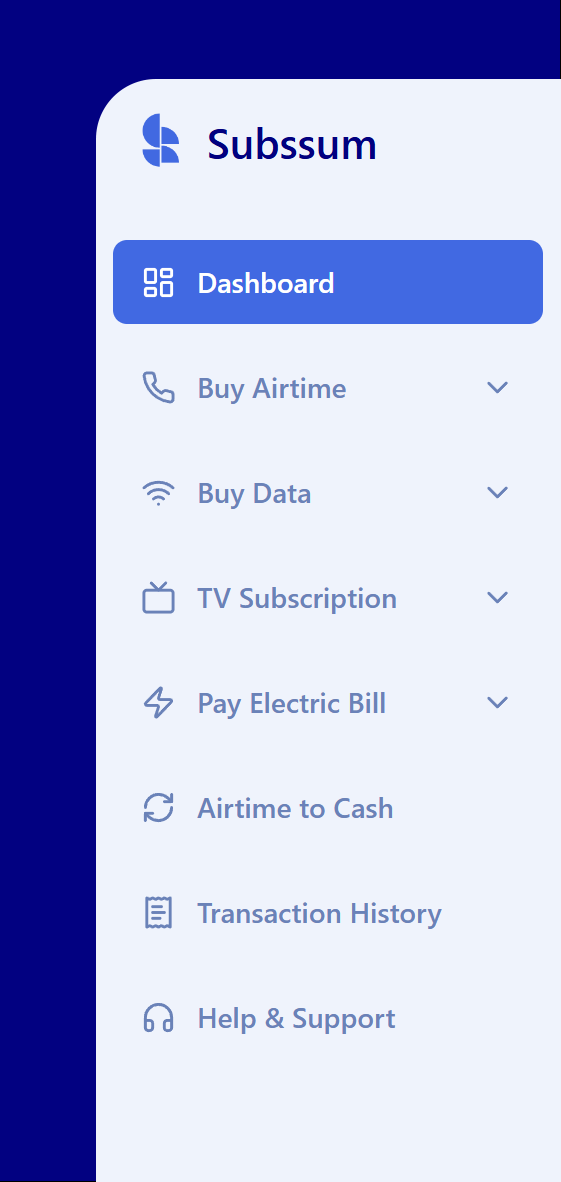 Subssum
Dashboard
Buy Airtime
Buy Data
TV Subscription
Pay Electric Bill
Airtime to Cash
Transaction History
Help & Support